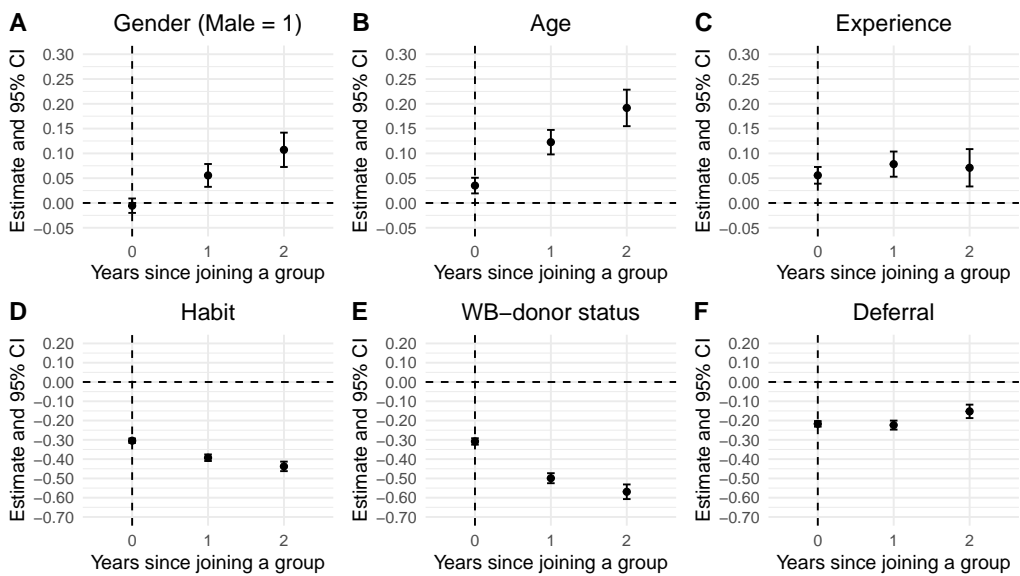 A Gender (Male = 1)
Estimate and 95% CI
0.30
0.25
0.20
0.15
0.10
0.05
0.00
−0.05
0 1 2
Years since joining a group
B Age
Estimate and 95% CI
0.30
0.25
0.20
0.15
0.10
0.05
0.00
−0.05
0 1 2
Years since joining a group
C Experience
Estimate and 95% CI
0.30
0.25
0.20
0.15
0.10
0.05
0.00
−0.05
0 1 2
Years since joining a group
D Habit
Estimate and 95% CI
0.20
0.10
0.00
−0.10
−0.20
−0.30
−0.40
−0.50
−0.60
−0.70
0 1 2
Years since joining a group
E WB−donor status
Estimate and 95% CI
0.20
0.10
0.00
−0.10
−0.20
−0.30
−0.40
−0.50
−0.60
−0.70
0 1 2
Years since joining a group
F Deferral
Estimate and 95% CI
0.20
0.10
0.00
−0.10
−0.20
−0.30
−0.40
−0.50
−0.60
−0.70
0 1 2
Years since joining a group